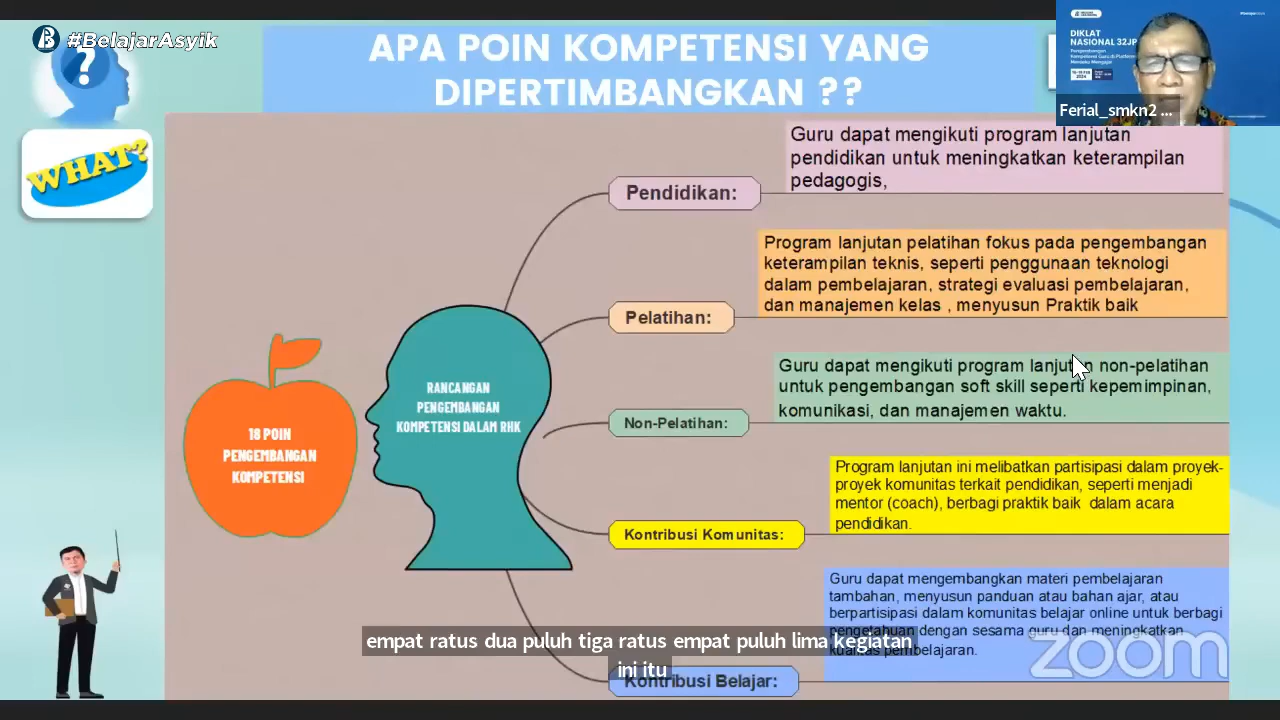 #BelajarAsyik
APA POIN KOMPETENSI YANG
DIPERTIMBANGKAN ??
?
WHAT?
DIKLAT
NASIONAL 32JP
Pengembangan
Kompetensi Guru di Platform
Merdeka Mengajar
Ferial_smkn2 ...
18 POIN
PENGEMBANGAN
KOMPETENSI
RANCANGAN
PENGEMBANGAN
KOMPETENSI DALAM RHK
Pendidikan:
Guru dapat mengikuti program lanjutan
pendidikan untuk meningkatkan keterampilan
pedagogis,
Pelatihan:
Program lanjutan pelatihan fokus pada pengembangan
keterampilan teknis, seperti penggunaan teknologi
dalam pembelajaran, strategi evaluasi pembelajaran,
dan manajemen kelas , menyusun Praktik baik
Non-Pelatihan:
Guru dapat mengikuti program lanjutan non-pelatihan
untuk pengembangan soft skill seperti kepemimpinan,
komunikasi, dan manajemen waktu.
Kontribusi Komunitas:
Program lanjutan ini melibatkan partisipasi dalam proyek-
proyek komunitas terkait pendidikan, seperti menjadi
mentor (coach), berbagi praktik baik dalam acara
pendidikan.
Kontribusi Belajar:
Guru dapat mengembangkan materi pembelajaran
tambahan, menyusun panduan atau bahan ajar, atau
berpartisipasi dalam komunitas belajar online untuk berbagi
pengetahuan dengan sesama guru dan meningkatkan
kualitas pembelajaran.
empat ratus dua puluh tiga ratus empat puluh lima kegiatan
ini itu
zoom